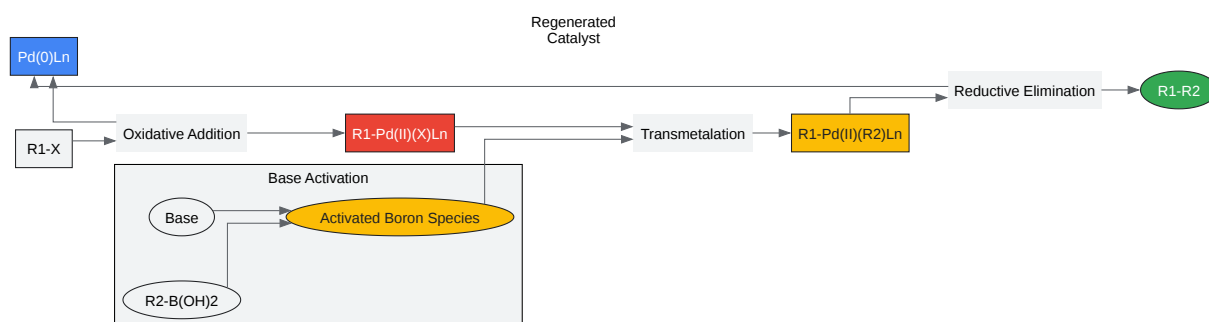 Regenerated
Catalyst
Pd(0)Ln
Reductive Elimination
R1-R2
R1-X
Oxidative Addition
R1-Pd(II)(X)Ln
Transmetalation
R1-Pd(II)(R2)Ln
Base Activation
Base
Activated Boron Species
R2-B(OH)2